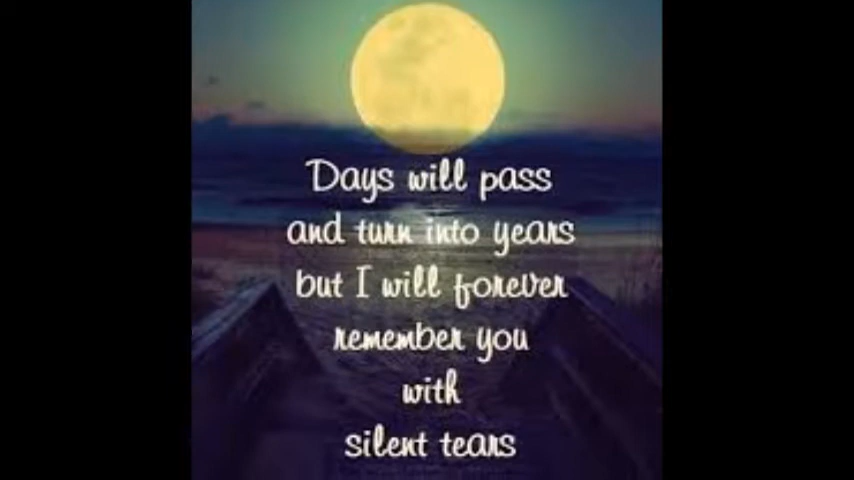 Days will pass
and turn into years
but I will forever
remember you
with
silent tears